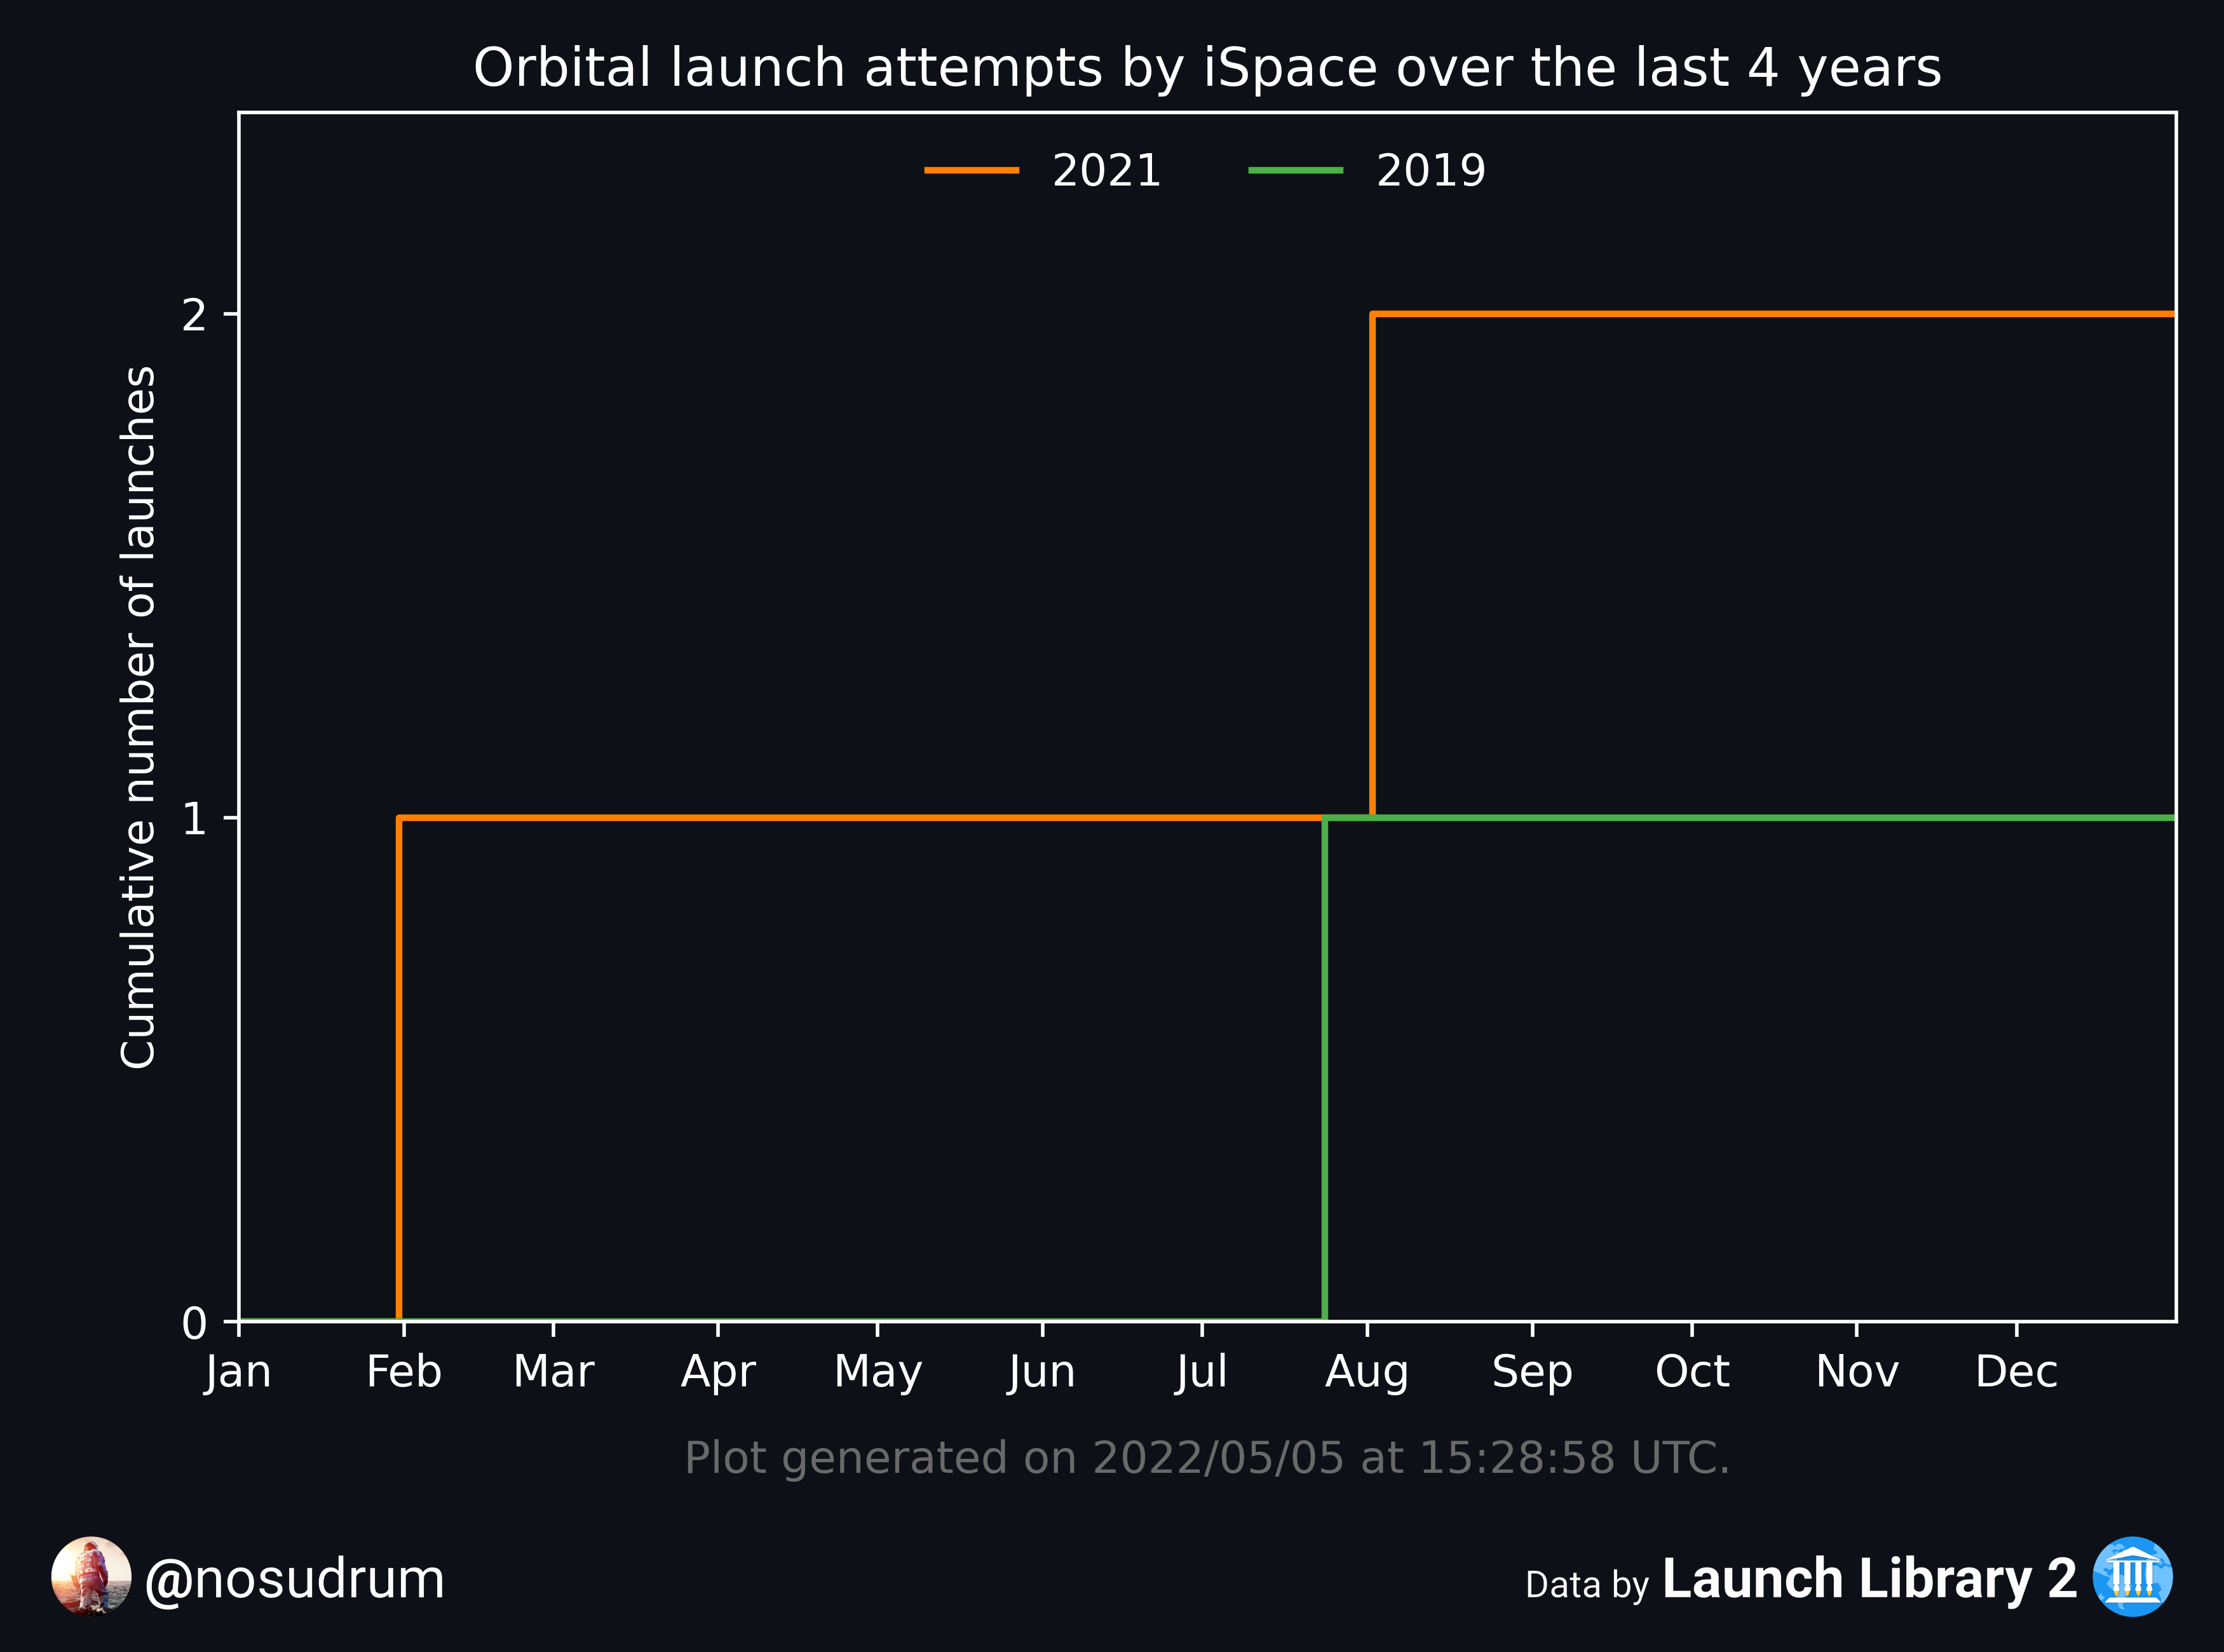 Orbital launch attempts by iSpace over the last 4 years
2021 2019
Cumulative number of launches
2
1
0
Jan Feb Mar Apr May Jun Jul Aug Sep Oct Nov Dec
Plot generated on 2022/05/05 at 15:28:58 UTC.
@nosudrum
Data by Launch Library 2